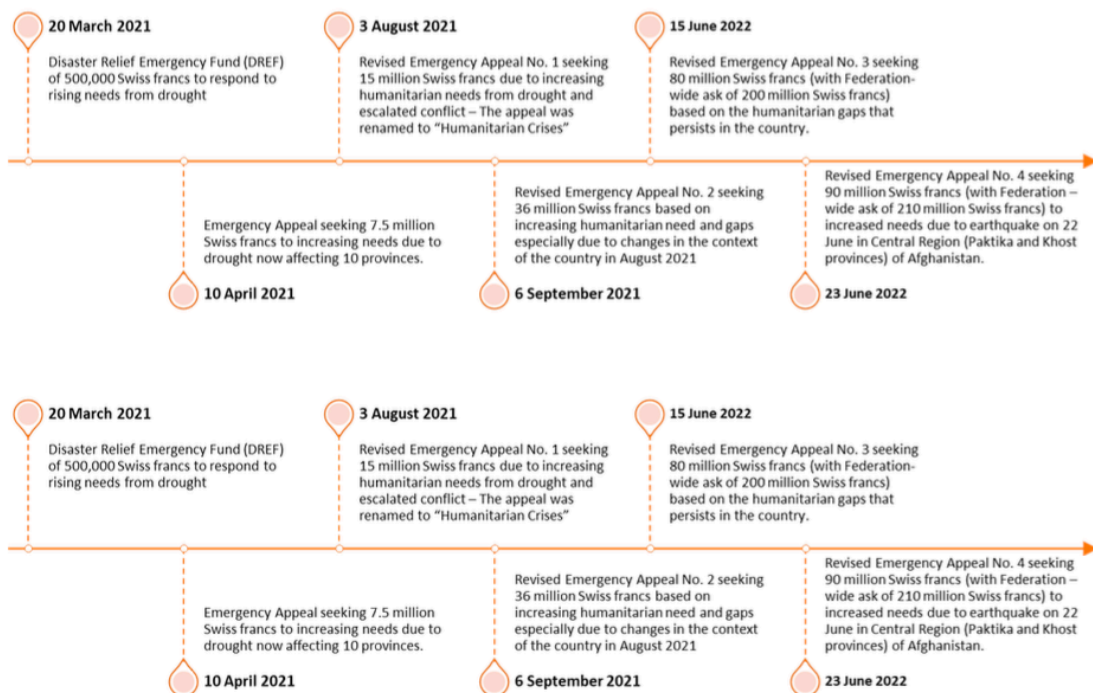 20 March 2021
Disaster Relief Emergency Fund (DREF)
of 500,000 Swiss francs to respond to
rising needs from drought
3 August 2021
Revised Emergency Appeal No. 1 seeking
15 million Swiss francs due to increasing
humanitarian needs from drought and
escalated conflict – The appeal was
renamed to “Humanitarian Crises”
15 June 2022
Revised Emergency Appeal No. 3 seeking
80 million Swiss francs (with Federation-
wide ask of 200 million Swiss francs)
based on the humanitarian gaps that
persists in the country.
Emergency Appeal seeking 7.5 million
Swiss francs to increasing needs due to
drought now affecting 10 provinces.
10 April 2021
Revised Emergency Appeal No. 2 seeking
36 million Swiss francs based on
increasing humanitarian need and gaps
especially due to changes in the context
of the country in August 2021
6 September 2021
Revised Emergency Appeal No. 4 seeking
90 million Swiss francs (with Federation –
wide ask of 210 million Swiss francs) to
increased needs due to earthquake on 22
June in Central Region (Paktika and Khost
provinces) of Afghanistan.
23 June 2022
20 March 2021
Disaster Relief Emergency Fund (DREF)
of 500,000 Swiss francs to respond to
rising needs from drought
3 August 2021
Revised Emergency Appeal No. 1 seeking
15 million Swiss francs due to increasing
humanitarian needs from drought and
escalated conflict – The appeal was
renamed to “Humanitarian Crises”
15 June 2022
Revised Emergency Appeal No. 3 seeking
80 million Swiss francs (with Federation-
wide ask of 200 million Swiss francs)
based on the humanitarian gaps that
persists in the country.
Emergency Appeal seeking 7.5 million
Swiss francs to increasing needs due to
drought now affecting 10 provinces.
10 April 2021
Revised Emergency Appeal No. 2 seeking
36 million Swiss francs based on
increasing humanitarian need and gaps
especially due to changes in the context
of the country in August 2021
6 September 2021
Revised Emergency Appeal No. 4 seeking
90 million Swiss francs (with Federation –
wide ask of 210 million Swiss francs) to
increased needs due to earthquake on 22
June in Central Region (Paktika and Khost
provinces) of Afghanistan.
23 June 2022